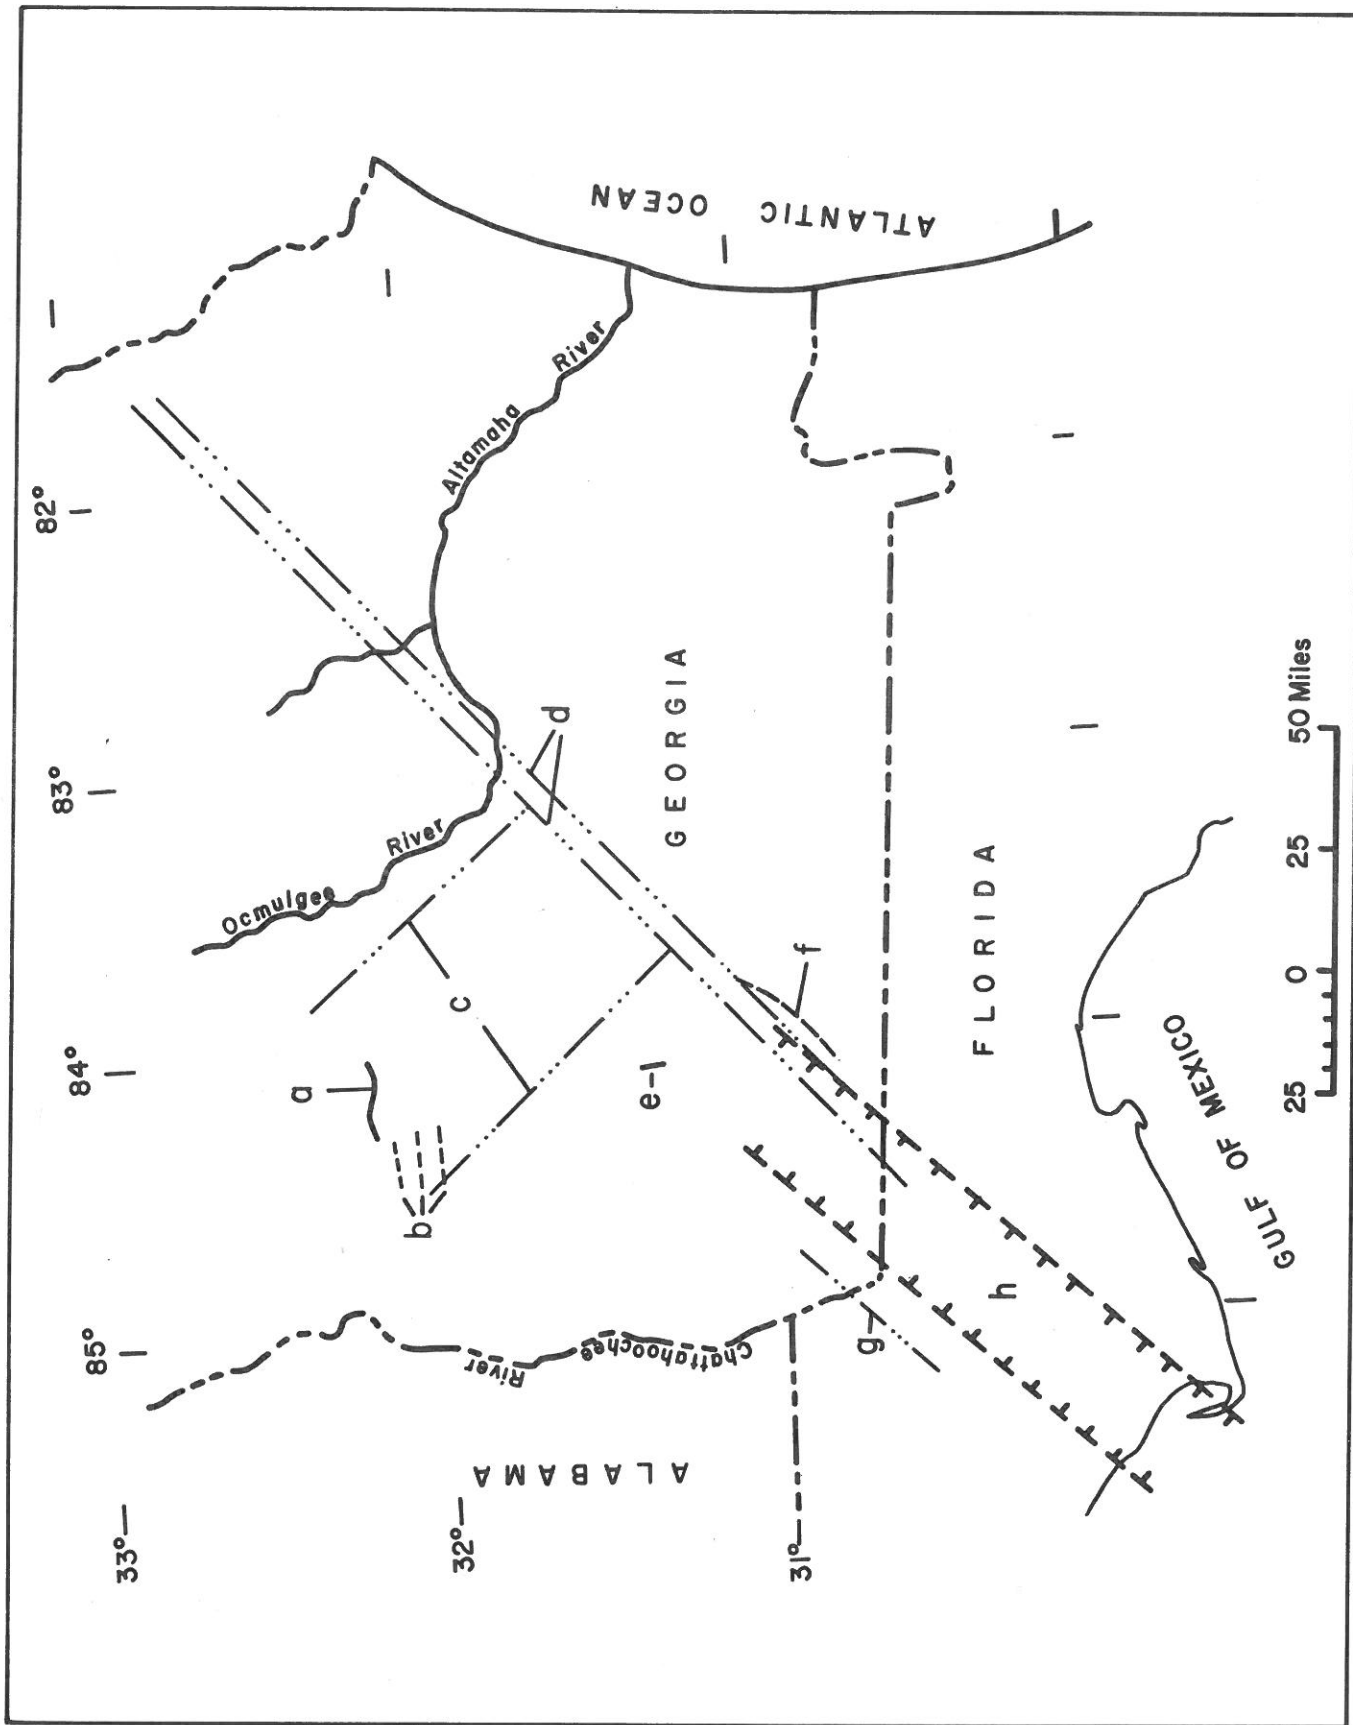 33°
32°
31°
85°
84°
83°
82°
ALABAMA
GEORGIA
FLORIDA
ATLANTIC OCEAN
GULF OF MEXICO
Chattahoochee
River
Ocmulgee River
Altamaha River
a
b
c
d
e-1
f
g
h
25 0 25 50 Miles